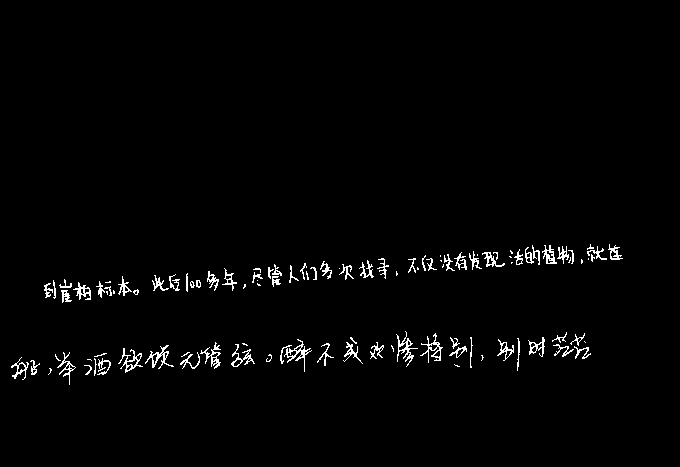 到崖柏标本。此后100多年,尽管人们多次找寻,不仅没有发现活的植物,就连
船,举酒欲饮无管弦。醉不成欢惨将别,别时茫茫